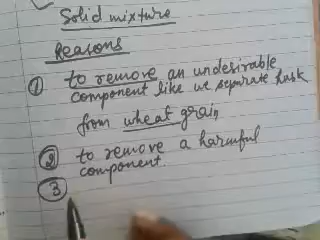 Solid mixture
Reasons
① to remove an undesirable
component like we separate husk
from wheat grain
② to remove a harmful
component.
③